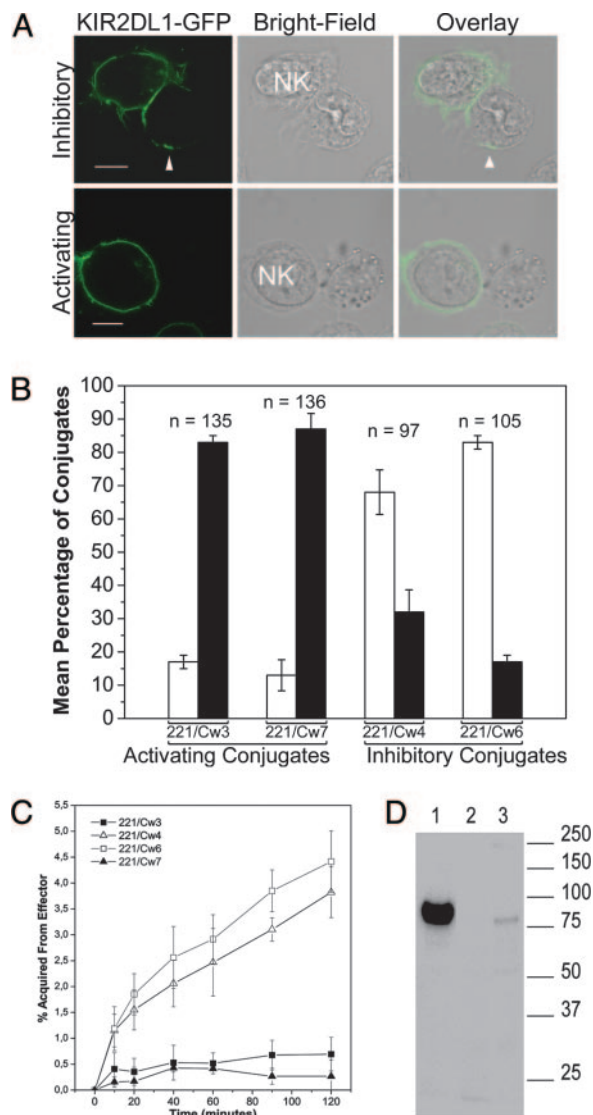 A
KIR2DL1-GFP Bright-Field Overlay
Inhibitory
NK
Activating
NK
B
Mean Percentage of Conjugates
100
90
80
70
60
50
40
30
20
10
0
n = 135
n = 136
n = 97
n = 105
221/Cw3 221/Cw7 221/Cw4 221/Cw6
Activating Conjugates Inhibitory Conjugates
C
% Acquired From Effector
5,5
5,0
4,5
4,0
3,5
3,0
2,5
2,0
1,5
1,0
0,5
0,0
221/Cw3
221/Cw4
221/Cw6
221/Cw7
0 20 40 60 80 100 120
Time (minutes)
D
1 2 3
250
150
100
75
50
37
25